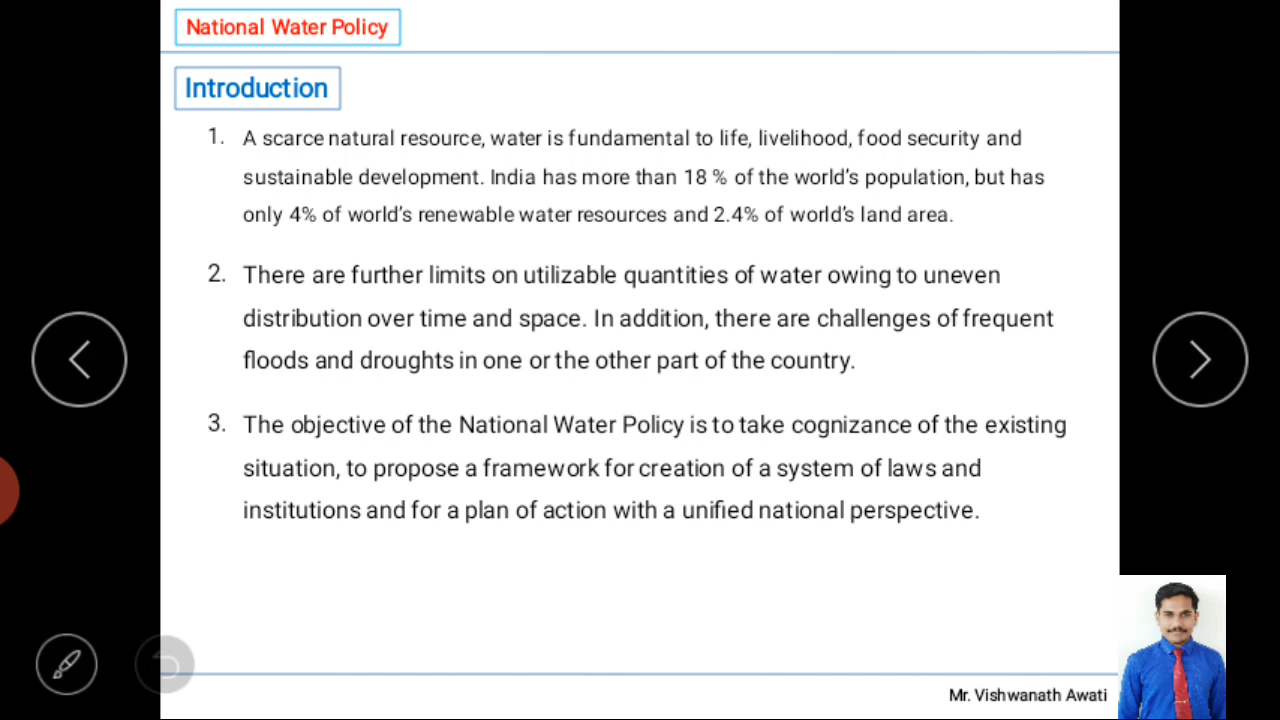 National Water Policy
Introduction
1. A scarce natural resource, water is fundamental to life, livelihood, food security and
sustainable development. India has more than 18 % of the world's population, but has
only 4% of world's renewable water resources and 2.4% of world's land area.
2. There are further limits on utilizable quantities of water owing to uneven
distribution over time and space. In addition, there are challenges of frequent
floods and droughts in one or the other part of the country.
3. The objective of the National Water Policy is to take cognizance of the existing
situation, to propose a framework for creation of a system of laws and
institutions and for a plan of action with a unified national perspective.
Mr. Vishwanath Awati